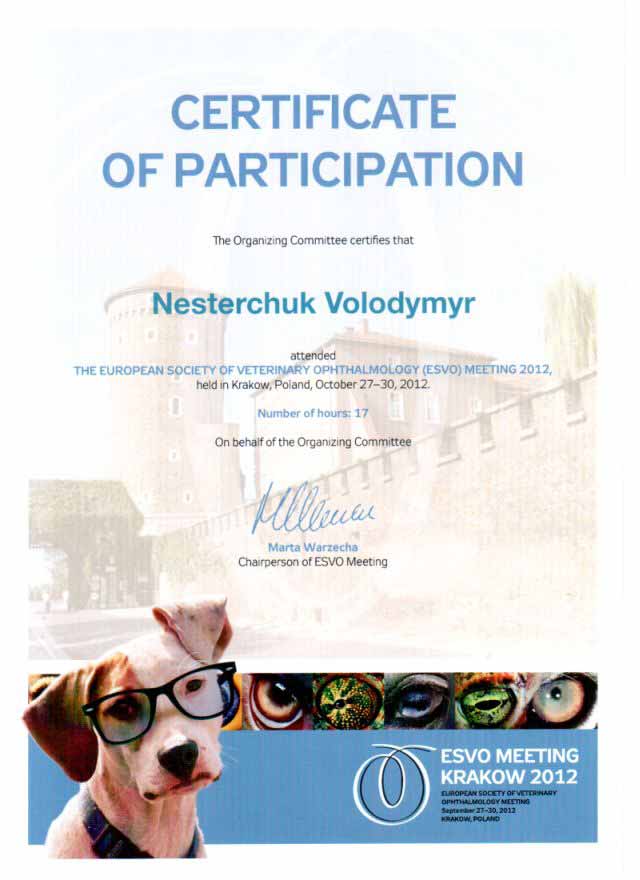 CERTIFICATE
OF PARTICIPATION
The Organizing Committee certifies that
Nesterchuk Volodymyr
attended
THE EUROPEAN SOCIETY OF VETERINARY OPHTHALMOLOGY (ESVO) MEETING 2012,
held in Krakow, Poland, October 27–30, 2012.
Number of hours: 17
On behalf of the Organizing Committee
Marta Warzecha
Chairperson of ESVO Meeting
ESVO MEETING
KRAKOW 2012
EUROPEAN SOCIETY OF VETERINARY
OPHTHALMOLOGY MEETING
September 27–30, 2012
KRAKOW, POLAND